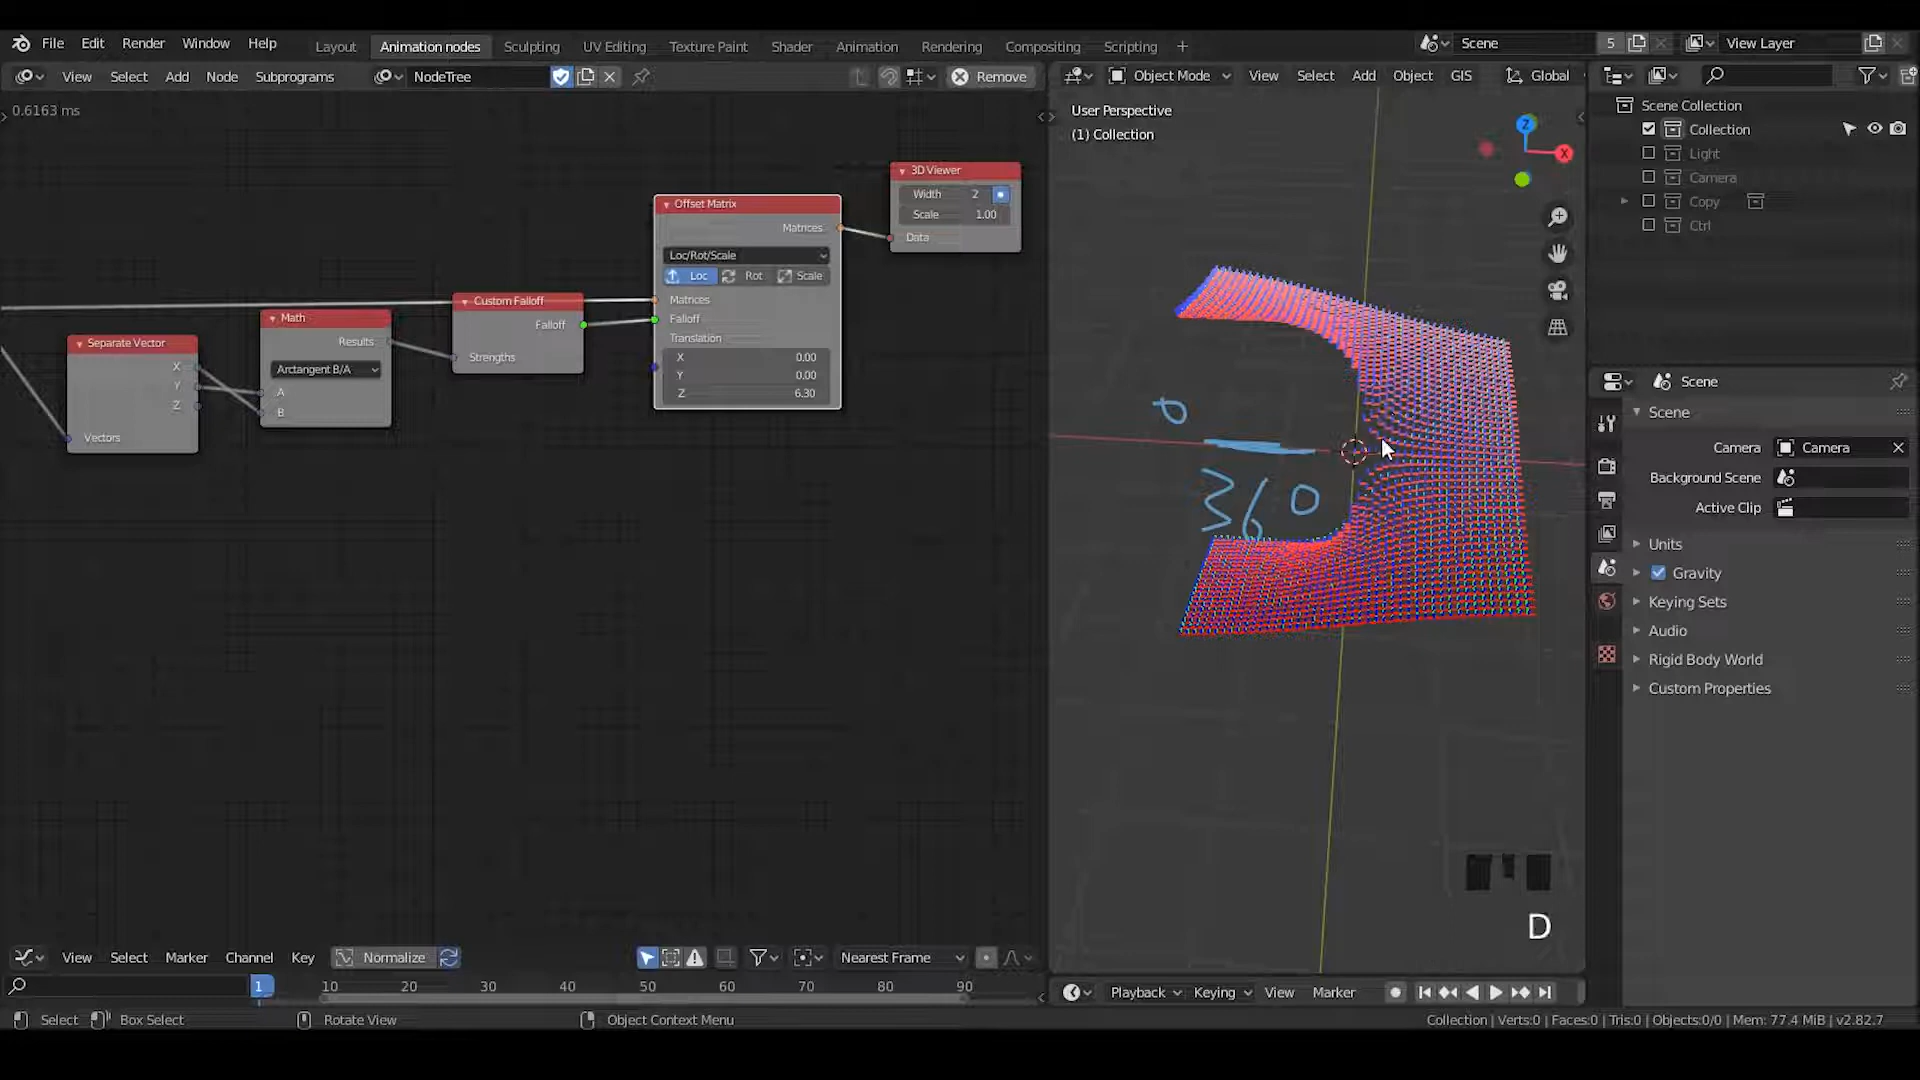 File Edit Render Window Help Layout Animation nodes Sculpting UV Editing Texture Paint Shader Animation Rendering Compositing Scripting + Scene 5 View Layer
View Select Add Node Subprograms NodeTree Remove Object Mode View Select Add Object GIS Global
0.6163 ms
User Perspective
(1) Collection
Z
X
Scene Collection
Collection
Light
Camera
Copy
Ctrl
Separate Vector
X
Y
Z
Vectors
Math
Results
Arctangent B/A
A
B
Custom Falloff
Falloff
Strengths
Offset Matrix
Matrices
Loc/Rot/Scale
Loc Rot Scale
Matrices
Falloff
Translation
X 0.00
Y 0.00
Z 6.30
3D Viewer
Width 2
Scale 1.00
Data
0
360
D
Scene
Scene
Camera Camera
Background Scene
Active Clip
Units
Gravity
Keying Sets
Audio
Rigid Body World
Custom Properties
View Select Marker Channel Key Normalize Nearest Frame
1 10 20 30 40 50 60 70 80 90
Playback Keying View Marker
Select Box Select Rotate View Object Context Menu
Collection | Verts:0 | Faces:0 | Tris:0 | Objects:0/0 | Mem: 77.4 MiB | v2.82.7